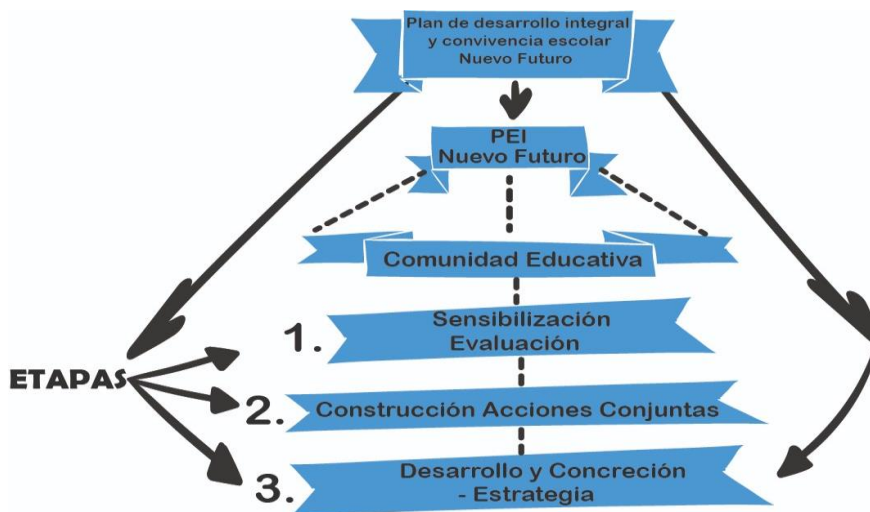 Plan de desarrollo integral
y convivencia escolar
Nuevo Futuro
PEI
Nuevo Futuro
Comunidad Educativa
1. Sensibilización
Evaluación
ETAPAS
2. Construcción Acciones Conjuntas
3. Desarrollo y Concreción
- Estrategia